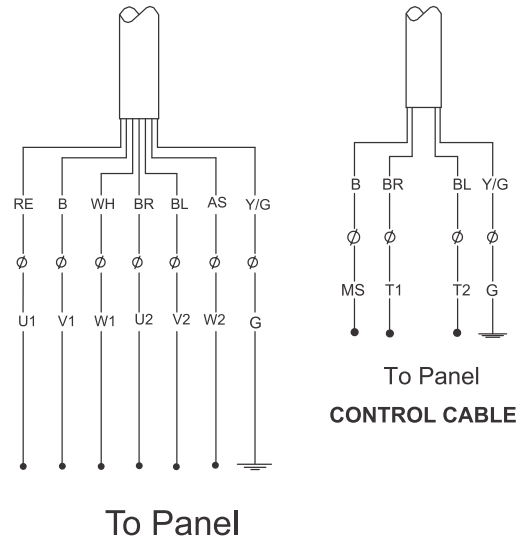 RE B WH BR BL AS Y/G
U1 V1 W1 U2 V2 W2 G
To Panel
B BR BL Y/G
MS T1 T2 G
To Panel
CONTROL CABLE